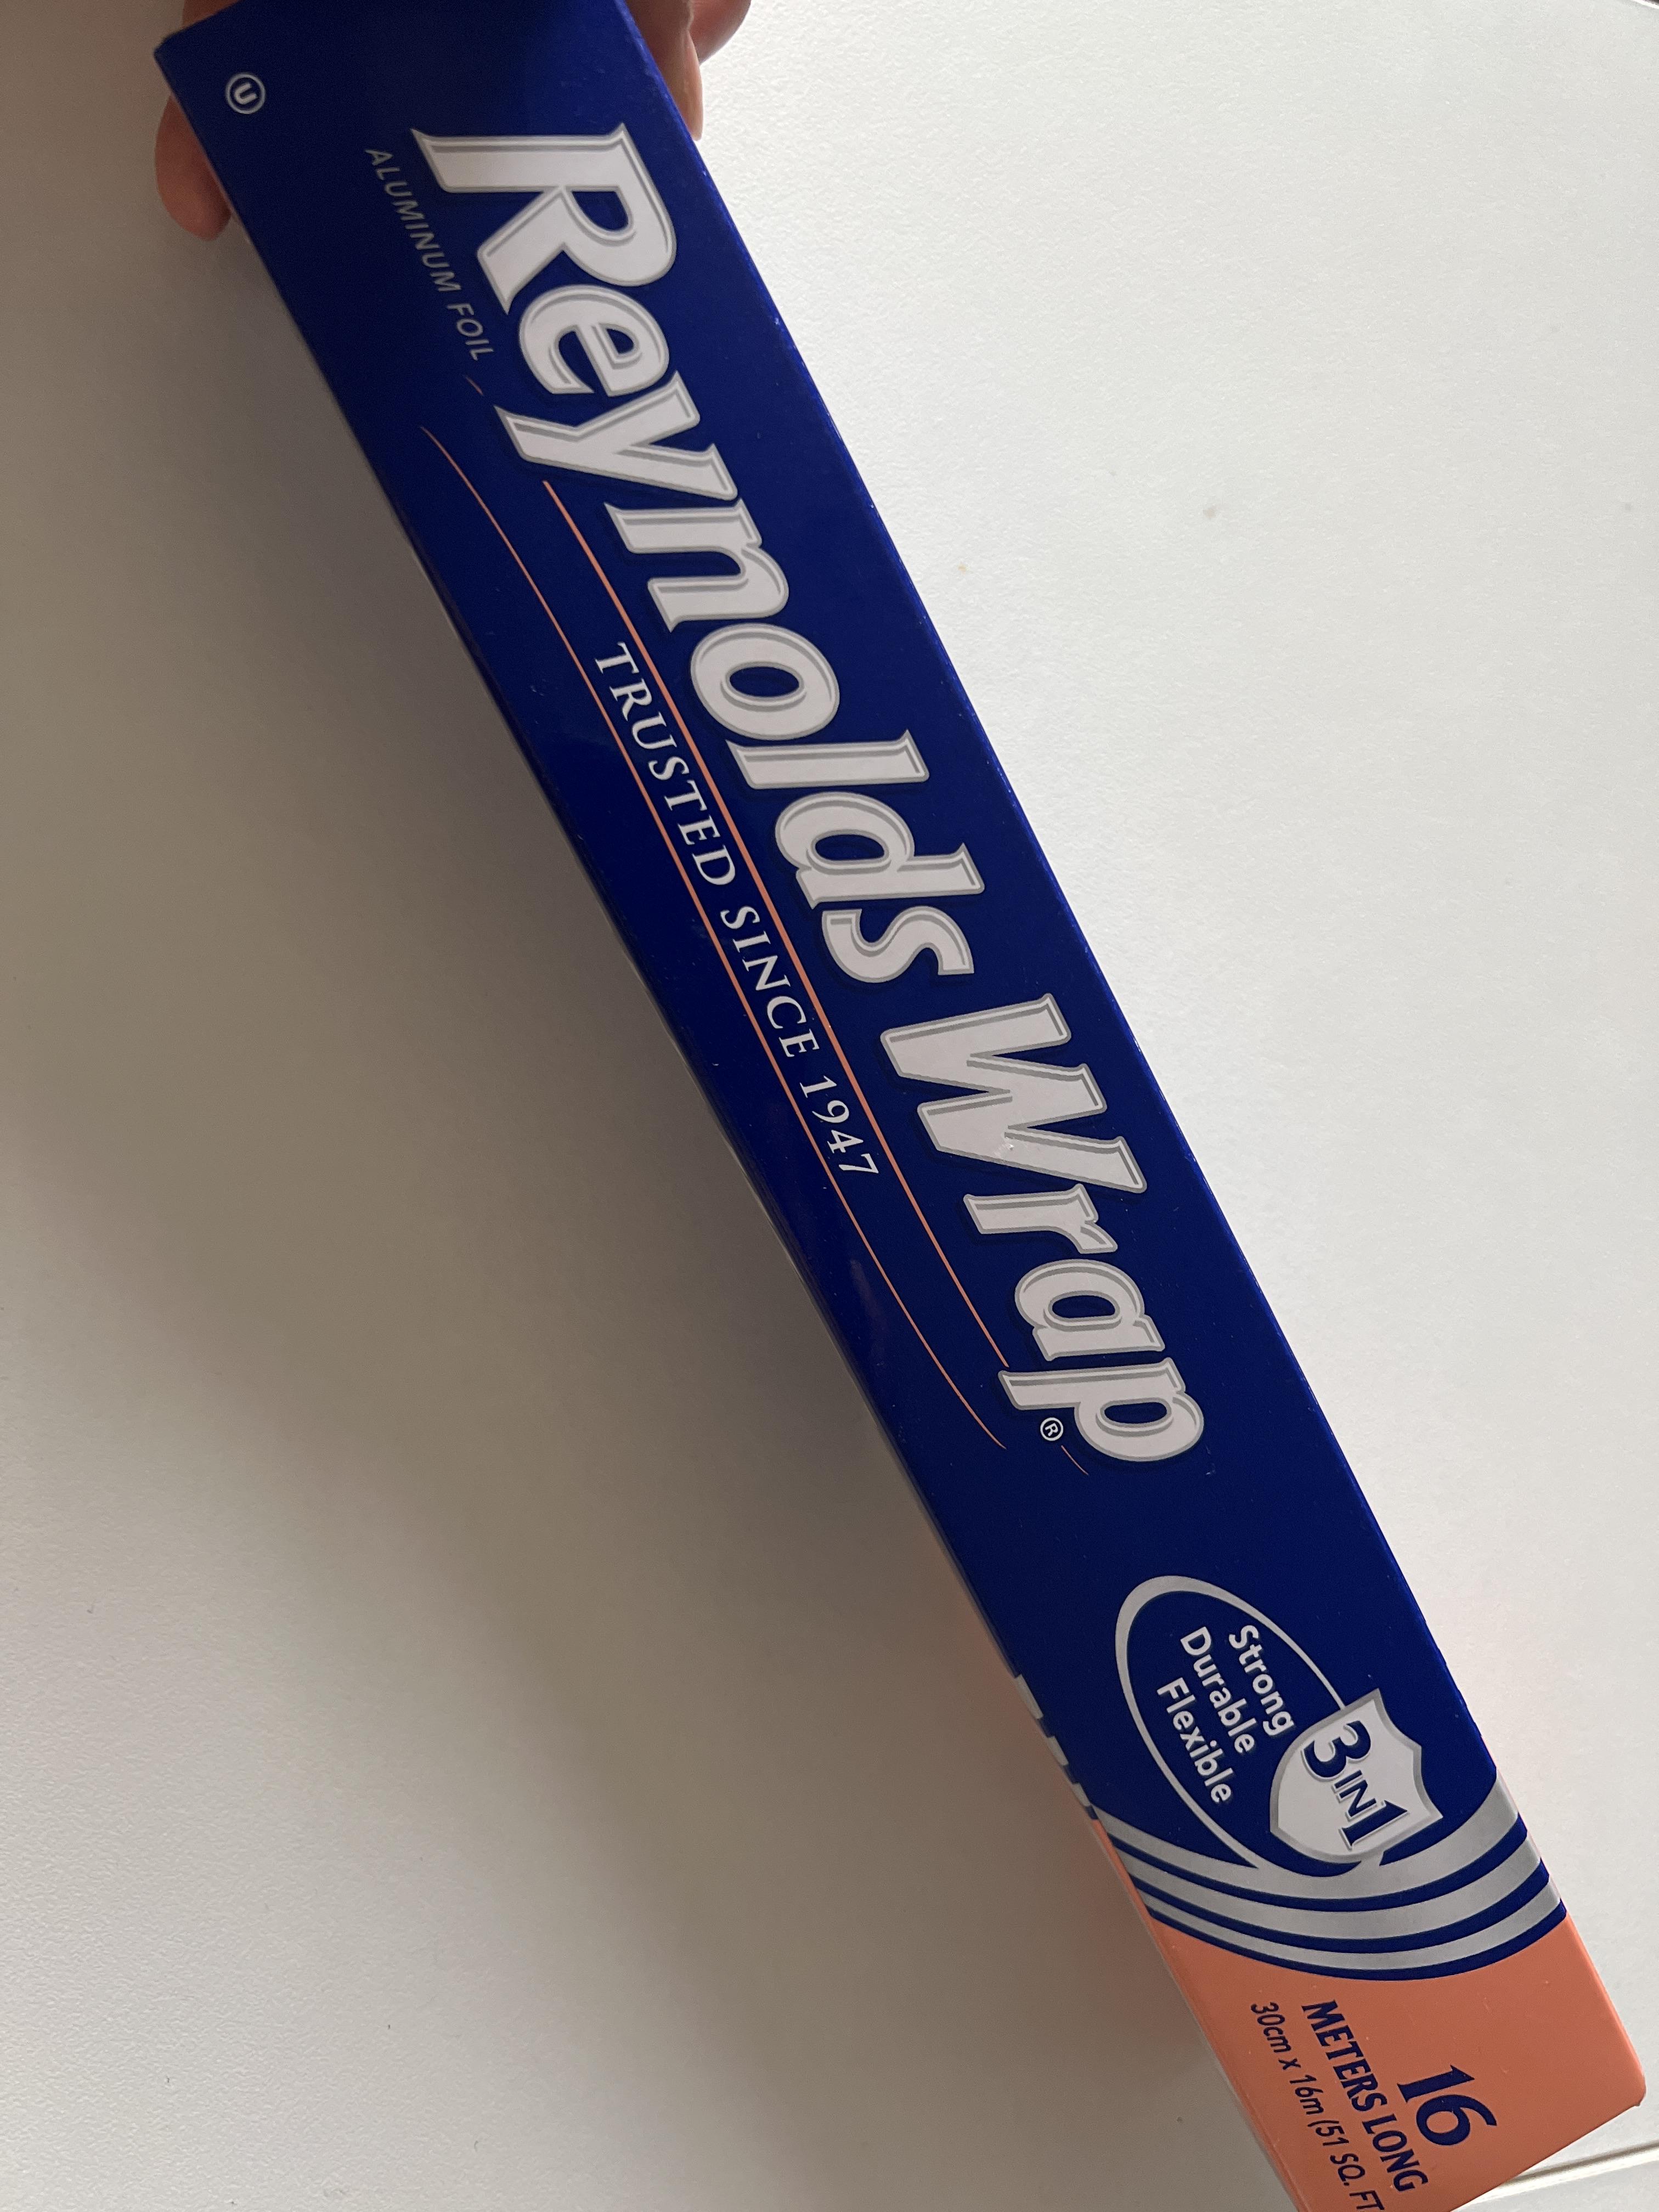 U
Reynolds Wrap®
ALUMINUM FOIL
TRUSTED SINCE 1947
3 IN 1
Strong
Durable
Flexible
16
METERS LONG
30cm x 16m (51 SQ. FT